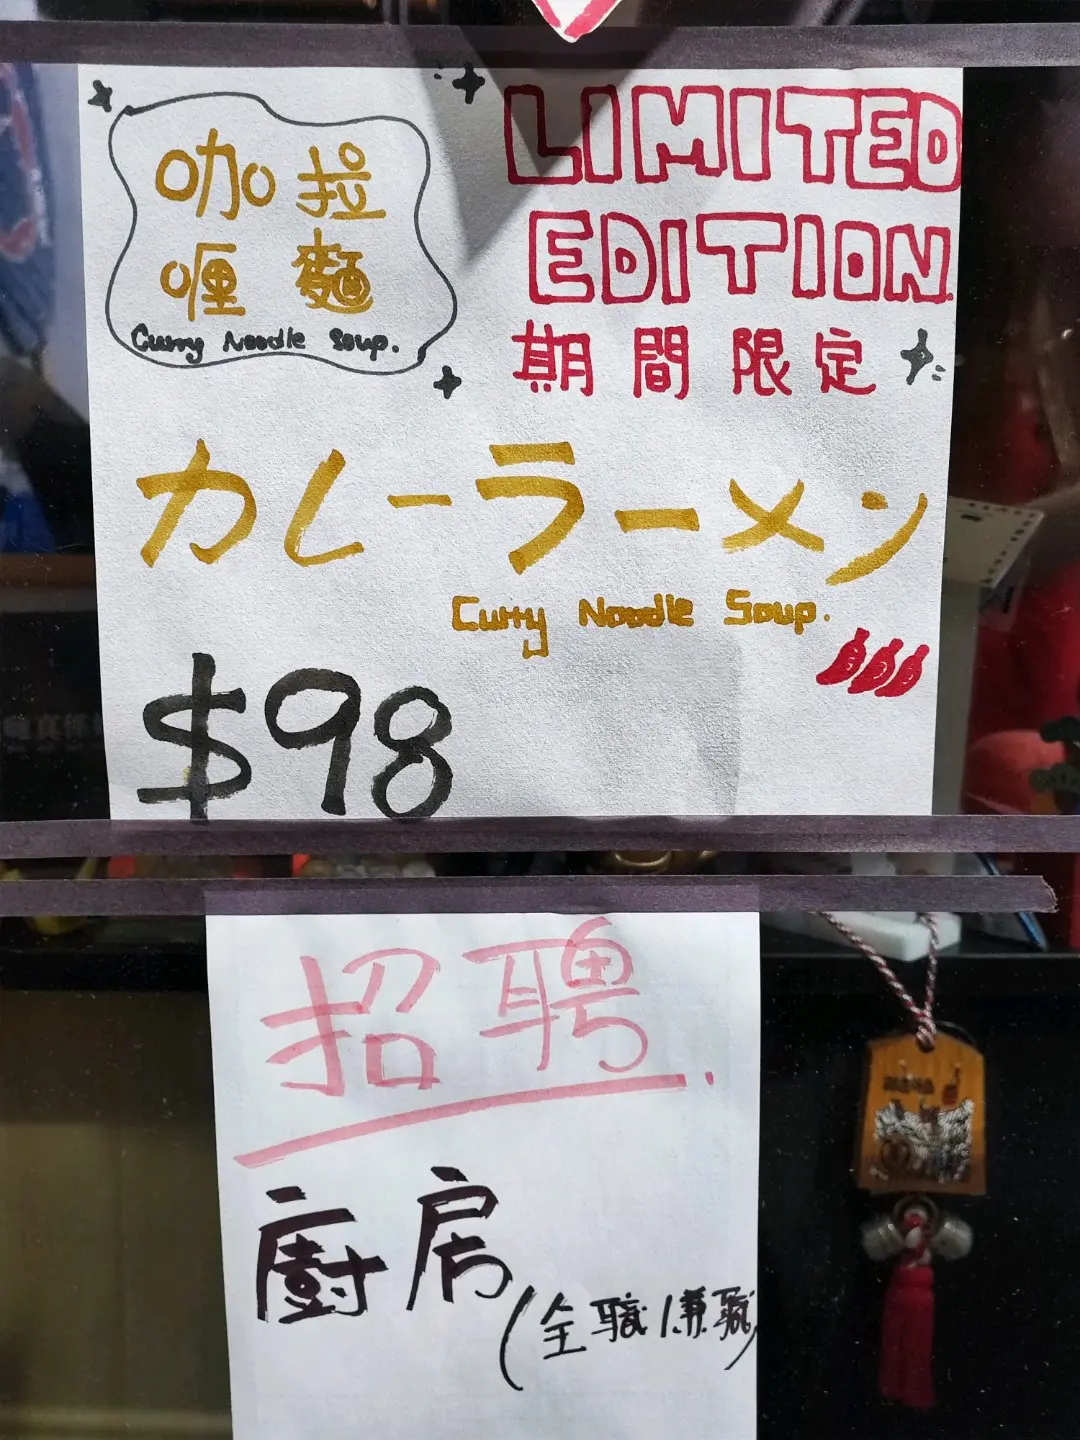 咖拉
喱麵
Curry Noodle Soup.
LIMITED
EDITION
期間限定
カレーラーメン
Curry Noodle Soup.
$98
招聘.
廚房
(全職/兼職)